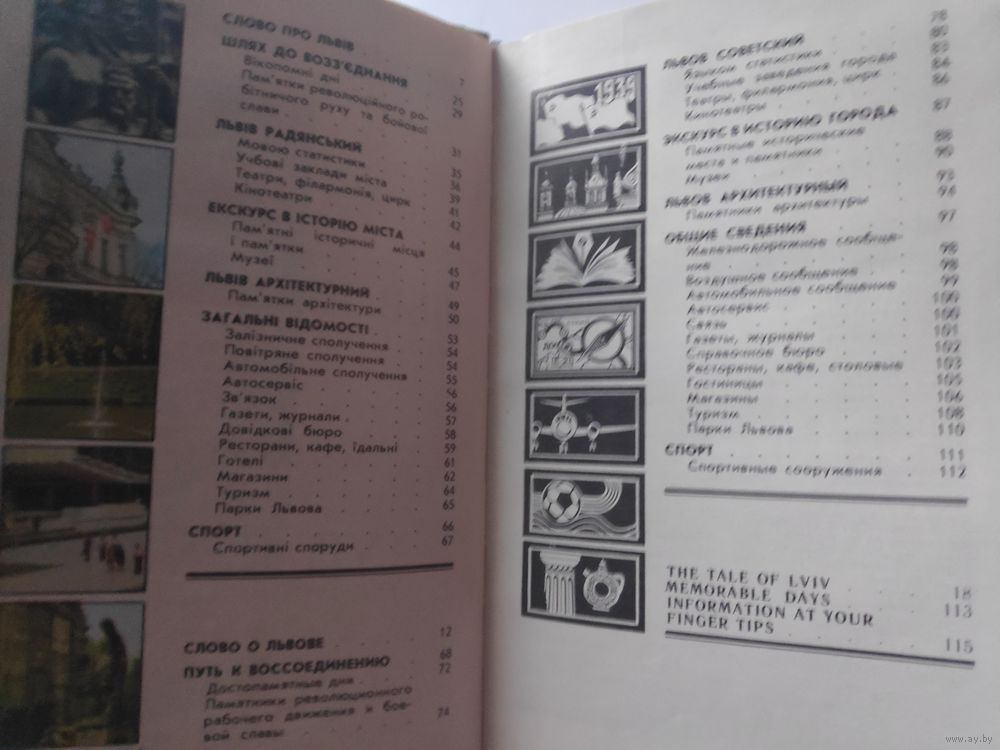 СЛОВО ПРО ЛЬВІВ . 7
ШЛЯХ ДО ВОЗЗ'ЄДНАННЯ 25
Вікопомні дні 29
Пам'ятки революційного ро-
бітничого руху та бойової
слави . . . . 31
ЛЬВІВ РАДЯНСЬКИЙ . 35
Мовою статистики . 36
Учбові заклади міста . 39
Театри, філармонія, цирк . 41
Кінотеатри . . . 42
ЕКСКУРС В ІСТОРІЮ МІСТА . 44
Пам'ятні історичні місця
і пам'ятки . . . 45
Музеї . . . . 47
ЛЬВІВ АРХІТЕКТУРНИЙ . 49
Пам'ятки архітектури . 50
ЗАГАЛЬНІ ВІДОМОСТІ . 53
Залізничне сполучення . 54
Повітряне сполучення . 54
Автомобільне сполучення . 55
Автосервіс . . . 56
Зв'язок . . . . 56
Газети, журнали . . . 57
Довідкові бюро . . . 58
Ресторани, кафе, їдальні . 59
Готелі . . . . 61
Магазини . . . . 62
Туризм . . . . 64
Парки Львова . . . 65
СПОРТ . . . . 66
Спортивні споруди . . . 67
СЛОВО О ЛЬВОВЕ . . . 12
ПУТЬ К ВОССОЕДИНЕНИЮ . 68
Достопамятные дни . . 72
Памятники революционного
рабочего движения и бое-
вой славы . . . . 74
78
ЛЬВОВ СОВЕТСКИЙ 80
Языком статистики 83
Учебные заведения города 84
Театры, филармония, цирк . 86
Кинотеатры . . . 87
ЭКСКУРС В ИСТОРИЮ ГОРОДА
Памятные исторические 88
места и памятники . 90
Музеи . . . .
ЛЬВОВ АРХИТЕКТУРНЫЙ . 93
Памятники архитектуры . 94
ОБЩИЕ СВЕДЕНИЯ . . 97
Железнодорожное сообще-
ние . . . . 98
Воздушное сообщение . 98
Автомобильное сообщение 99
Автосервис . . . 100
Связь . . . . 100
Газеты, журналы . . 101
Справочное бюро . . 102
Рестораны, кафе, столовые 103
Гостиницы . . . 105
Магазины . . . 106
Туризм . . . . 108
Парки Львова . . . 110
СПОРТ . . . . 111
Спортивные сооружения . 112
THE TALE OF LVIV . . . 18
MEMORABLE DAYS . . . 113
INFORMATION AT YOUR
FINGER TIPS . . . . 115
1939
www.ay.by